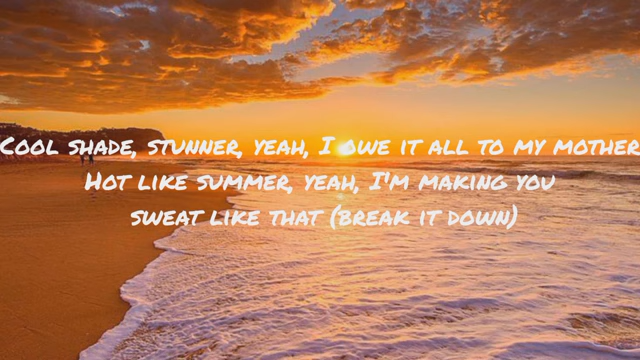 Cool shade, stunner, yeah, I owe it all to my mother
Hot like summer, yeah, I'm making you
sweat like that (break it down)